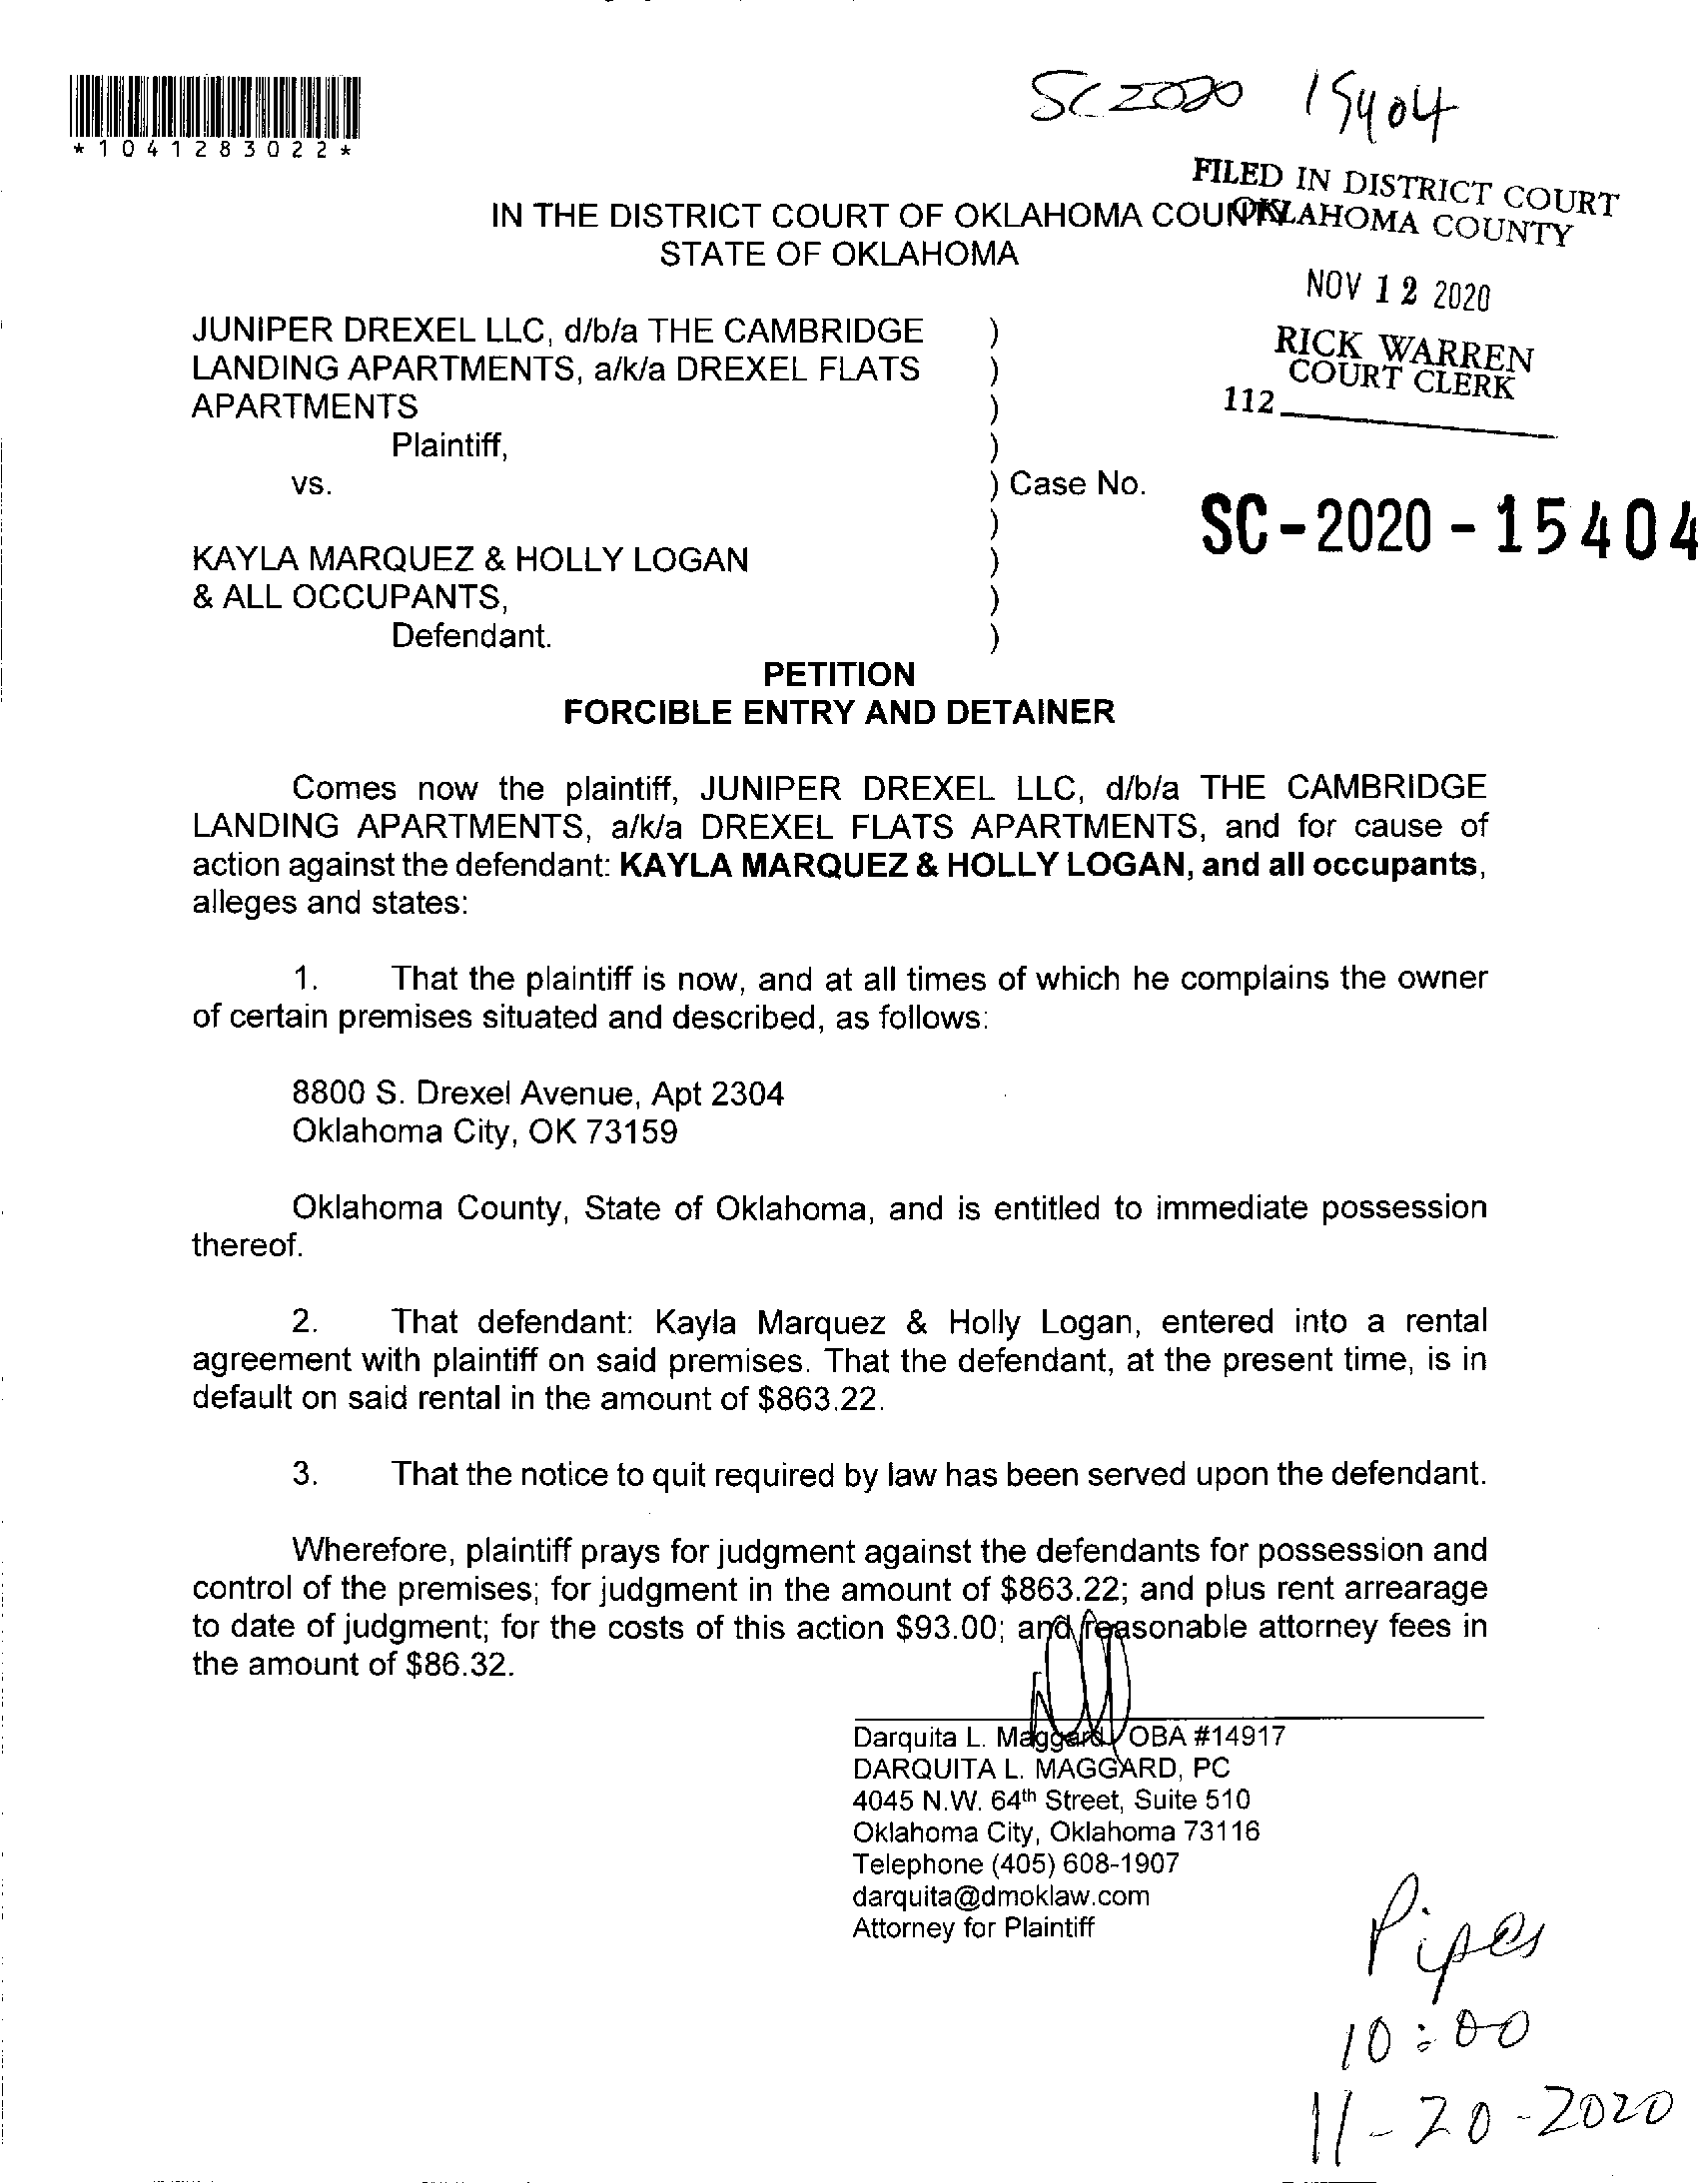 SC2020 15404
*1041283022*
FILED IN DISTRICT COURT
OKLAHOMA COUNTY
IN THE DISTRICT COURT OF OKLAHOMA COUNTY
STATE OF OKLAHOMA
NOV 12 2020
RICK WARREN
COURT CLERK
112
JUNIPER DREXEL LLC, d/b/a THE CAMBRIDGE )
LANDING APARTMENTS, a/k/a DREXEL FLATS )
APARTMENTS )
Plaintiff, )
vs. ) Case No.
)
SC-2020-15404
KAYLA MARQUEZ & HOLLY LOGAN )
& ALL OCCUPANTS, )
Defendant. )
PETITION
FORCIBLE ENTRY AND DETAINER
Comes now the plaintiff, JUNIPER DREXEL LLC, d/b/a THE CAMBRIDGE
LANDING APARTMENTS, a/k/a DREXEL FLATS APARTMENTS, and for cause of
action against the defendant: KAYLA MARQUEZ & HOLLY LOGAN, and all occupants,
alleges and states:
1. That the plaintiff is now, and at all times of which he complains the owner
of certain premises situated and described, as follows:
8800 S. Drexel Avenue, Apt 2304
Oklahoma City, OK 73159
Oklahoma County, State of Oklahoma, and is entitled to immediate possession
thereof.
2. That defendant: Kayla Marquez & Holly Logan, entered into a rental
agreement with plaintiff on said premises. That the defendant, at the present time, is in
default on said rental in the amount of $863.22.
3. That the notice to quit required by law has been served upon the defendant.
Wherefore, plaintiff prays for judgment against the defendants for possession and
control of the premises; for judgment in the amount of $863.22; and plus rent arrearage
to date of judgment; for the costs of this action $93.00; and reasonable attorney fees in
the amount of $86.32.
Darquita L. Maggard, OBA #14917
DARQUITA L. MAGGARD, PC
4045 N.W. 64th Street, Suite 510
Oklahoma City, Oklahoma 73116
Telephone (405) 608-1907
darquita@dmoklaw.com
Attorney for Plaintiff
Pipes
10:00
11-20-2020